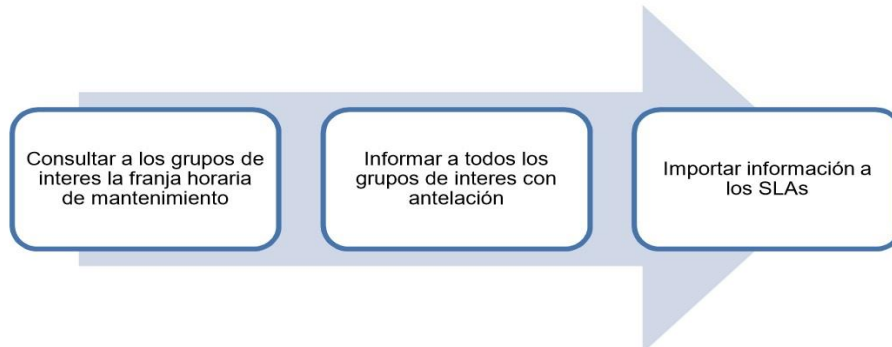 Consultar a los grupos de
interes la franja horaria
de mantenimiento
Informar a todos los
grupos de interes con
antelación
Importar información a
los SLAs